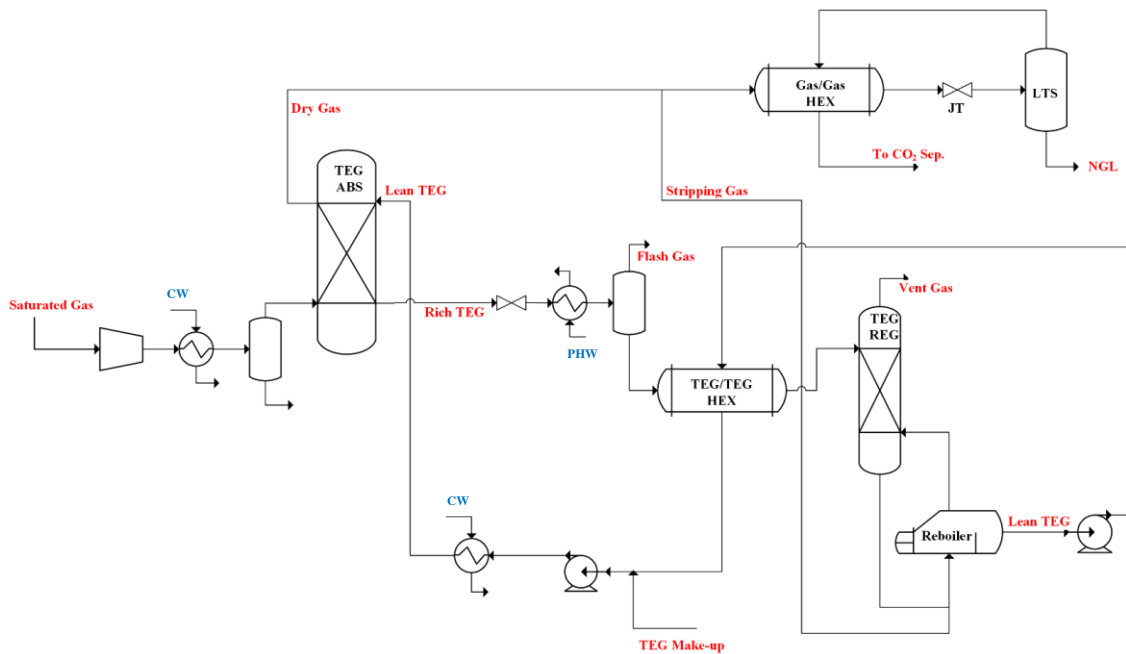 Gas/Gas
HEX
JT
LTS
Dry Gas
To CO₂ Sep.
NGL
TEG
ABS
Lean TEG
Stripping Gas
Flash Gas
Vent Gas
CW
Saturated Gas
Rich TEG
TEG
REG
PHW
TEG/TEG
HEX
CW
Lean TEG
Reboiler
TEG Make-up